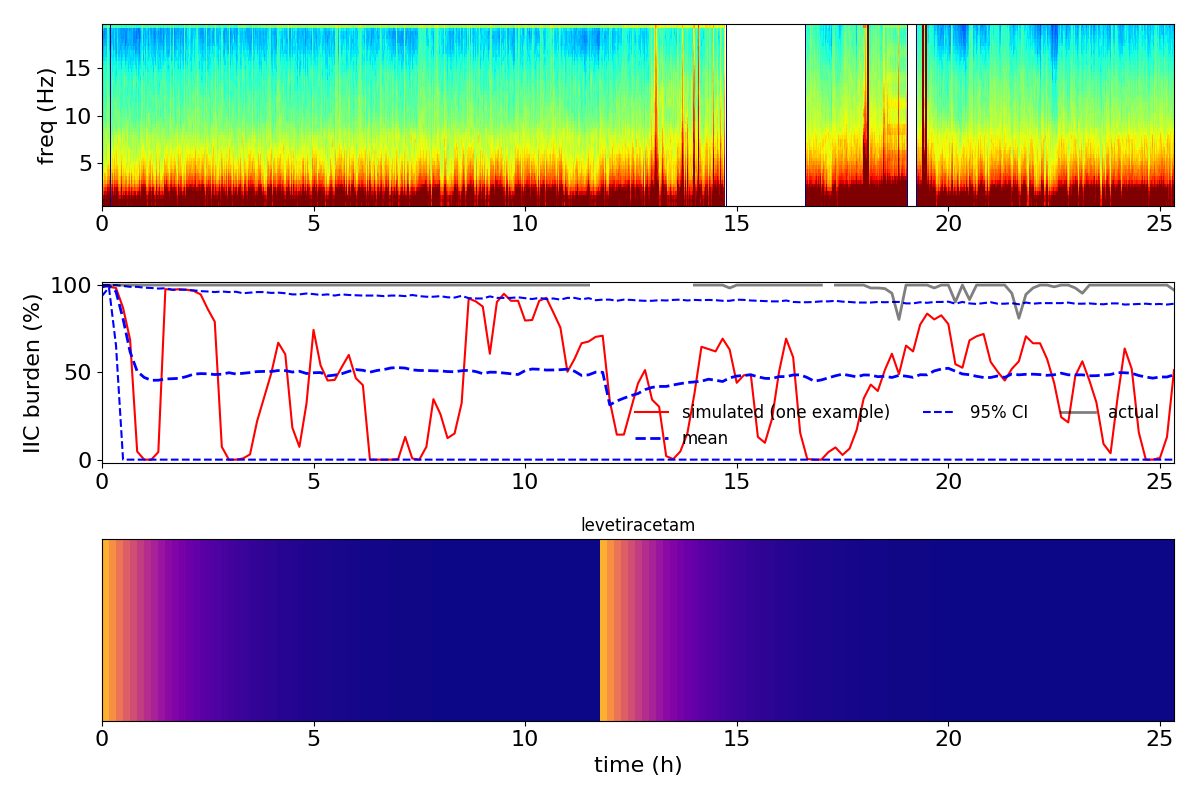 freq (Hz)
15
10
5
0 5 10 15 20 25
IIC burden (%)
100
50
0
simulated (one example) 95% CI actual
mean
0 5 10 15 20 25
levetiracetam
0 5 10 15 20 25
time (h)